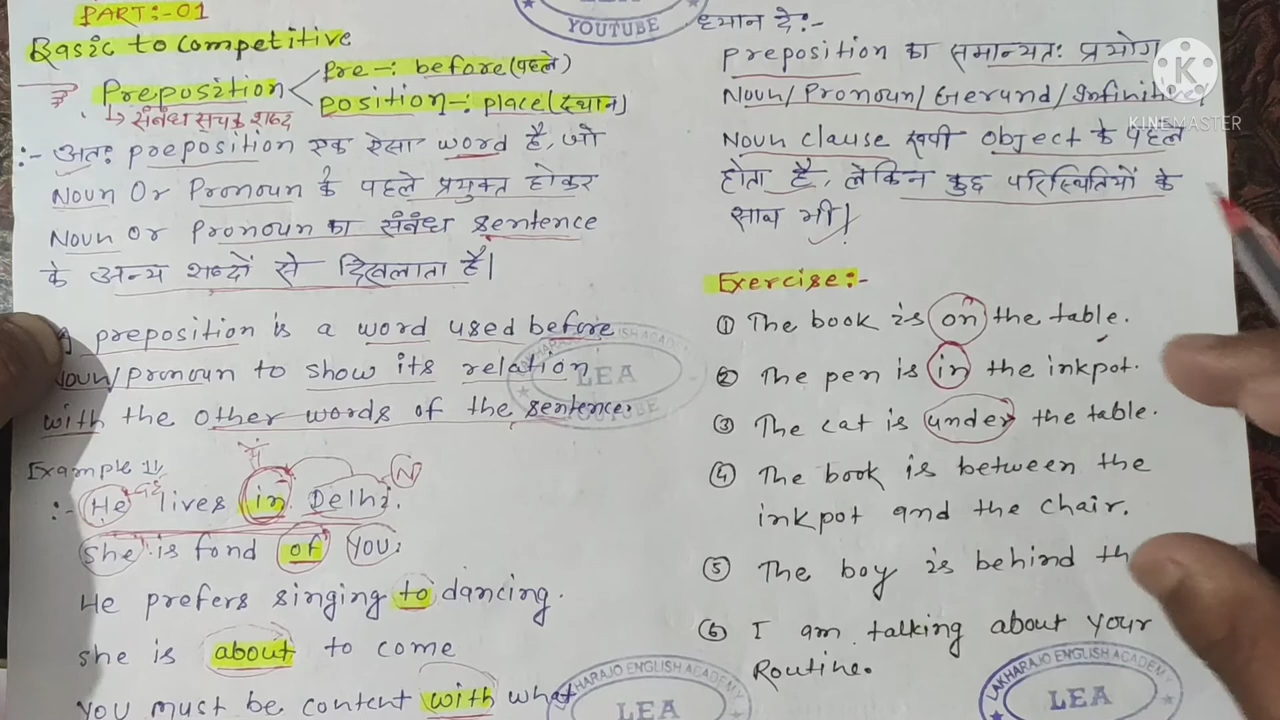 PART:-01
Basic to Competitive
Preposition
Pre-: before (पहले)
position-: place (स्थान)
↳ संबंध सूचक शब्द
:- अतः preposition एक ऐसा word है, जो
Noun Or Pronoun के पहले प्रयुक्त होकर
Noun Or Pronoun का संबंध sentence
के अन्य शब्दों से दिखलाता है।
preposition is a word used before
Noun/pronoun to show its relation
with the other words of the sentence.
Example
:- He lives in Delhi.
N
She is fond of you.
He prefers singing to dancing.
She is about to come
You must be content with what
YOUTUBE
ध्यान दे:-
preposition का समान्यतः प्रयोग
Noun/Pronoun/Gerund/Infinitive/
Noun clause रूपी object के पहले
होता है, लेकिन कुछ परिस्थितियों के
साथ भी।
K
KINEMASTER
Exercise:-
① The book is on the table.
② The pen is in the inkpot.
③ The cat is under the table.
④ The book is between the
inkpot and the chair.
⑤ The boy is behind th
⑥ I am talking about your
Routine.
LEA
LAKHARAJO ENGLISH ACADEMY
LEA
LAKHARAJO ENGLISH ACADEMY
LEA